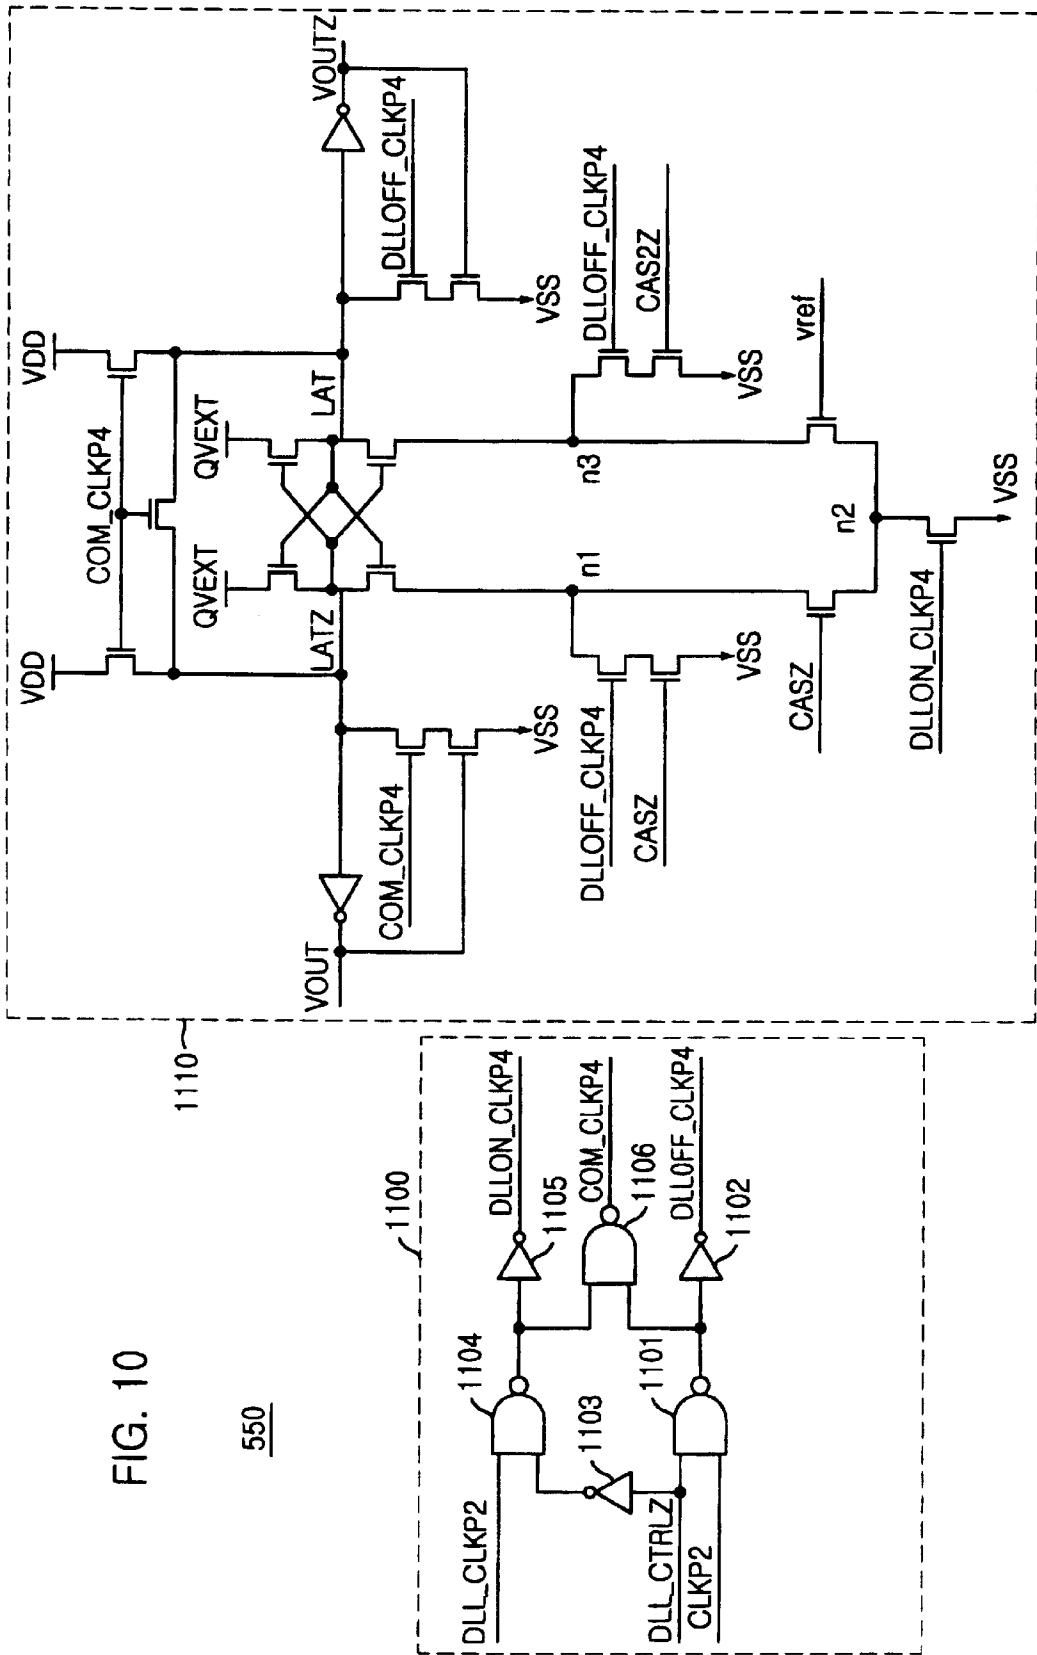 FIG. 10
550
1100
DLL_CLKP2
1104
1105
DLLON_CLKP4
1103
COM_CLKP4
1106
DLL_CTRLZ
CLKP2
1101
1102
DLLOFF_CLKP4
1110
VDD
COM_CLKP4
VDD
QVEXT
QVEXT
VOUT
LATZ
LAT
VOUTZ
COM_CLKP4
VSS
DLLOFF_CLKP4
VSS
n1
n3
DLLOFF_CLKP4
CASZ
VSS
DLLOFF_CLKP4
CAS2Z
VSS
CASZ
n2
vref
DLLON_CLKP4
VSS